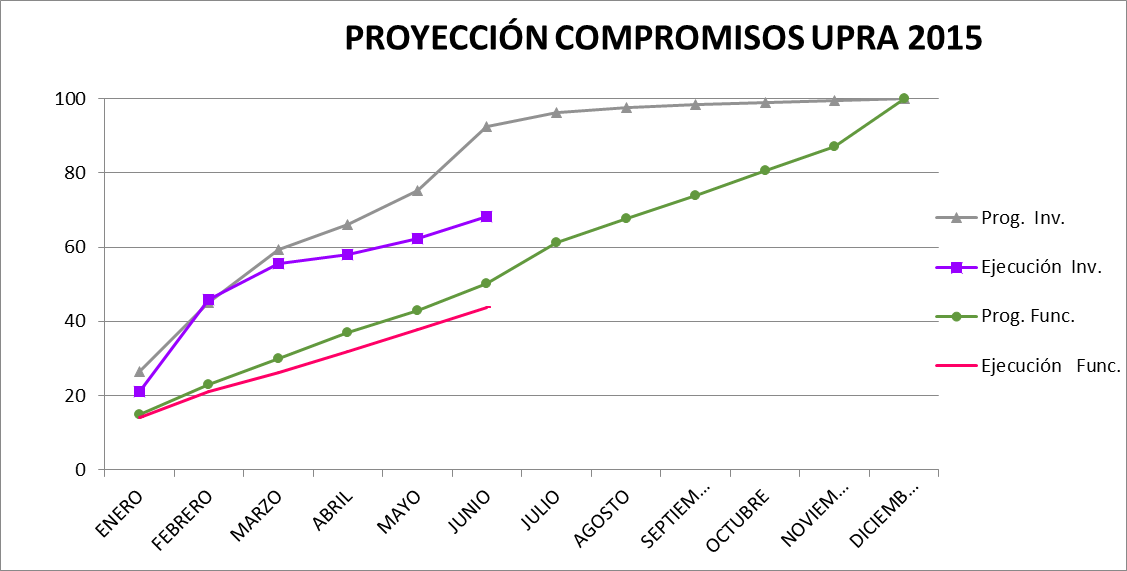 PROYECCIÓN COMPROMISOS UPRA 2015
100
80
60
40
20
0
ENERO
FEBRERO
MARZO
ABRIL
MAYO
JUNIO
JULIO
AGOSTO
SEPTIEM...
OCTUBRE
NOVIEM...
DICIEMB...
Prog. Inv.
Ejecución Inv.
Prog. Func.
Ejecución Func.